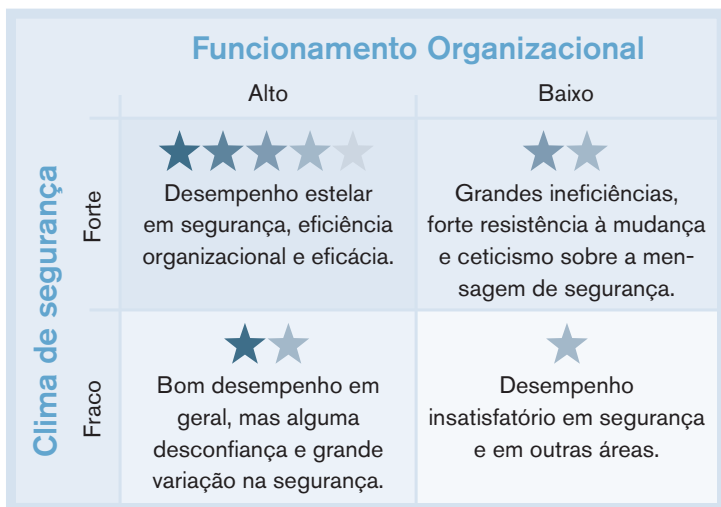 Funcionamento Organizacional
Alto
Baixo
Clima de segurança
Forte
Desempenho estelar
em segurança, eficiência
organizacional e eficácia.
Grandes ineficiências,
forte resistência à mudança
e ceticismo sobre a men-
sagem de segurança.
Fraco
Bom desempenho em
geral, mas alguma
desconfiança e grande
variação na segurança.
Desempenho
insatisfatório em segurança
e em outras áreas.